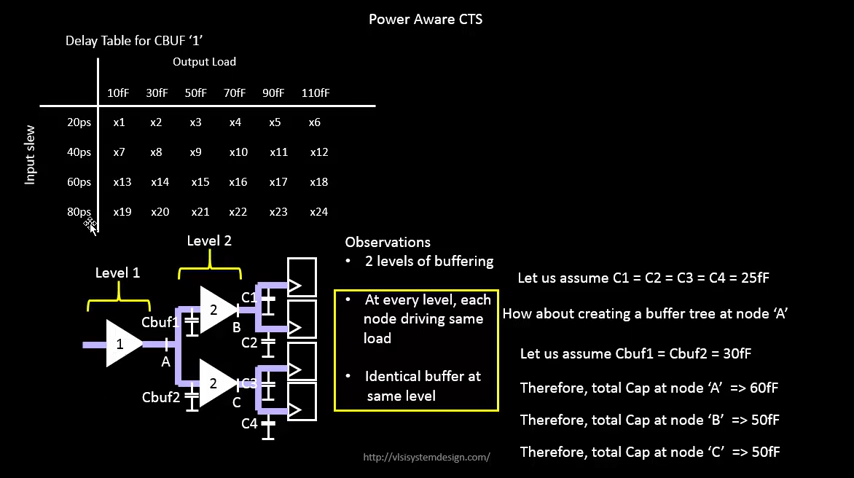 Power Aware CTS
Delay Table for CBUF ‘1’
Output Load
10fF 30fF 50fF 70fF 90fF 110fF
Input slew
20ps x1 x2 x3 x4 x5 x6
40ps x7 x8 x9 x10 x11 x12
60ps x13 x14 x15 x16 x17 x18
80ps x19 x20 x21 x22 x23 x24
Level 1
Level 2
1
A
Cbuf1
Cbuf2
2
2
B
C
C1
C2
C3
C4
Observations
• 2 levels of buffering
• At every level, each
node driving same
load
• Identical buffer at
same level
Let us assume C1 = C2 = C3 = C4 = 25fF
How about creating a buffer tree at node ‘A’
Let us assume Cbuf1 = Cbuf2 = 30fF
Therefore, total Cap at node ‘A’ => 60fF
Therefore, total Cap at node ‘B’ => 50fF
Therefore, total Cap at node ‘C’ => 50fF
http://vlsisystemdesign.com/